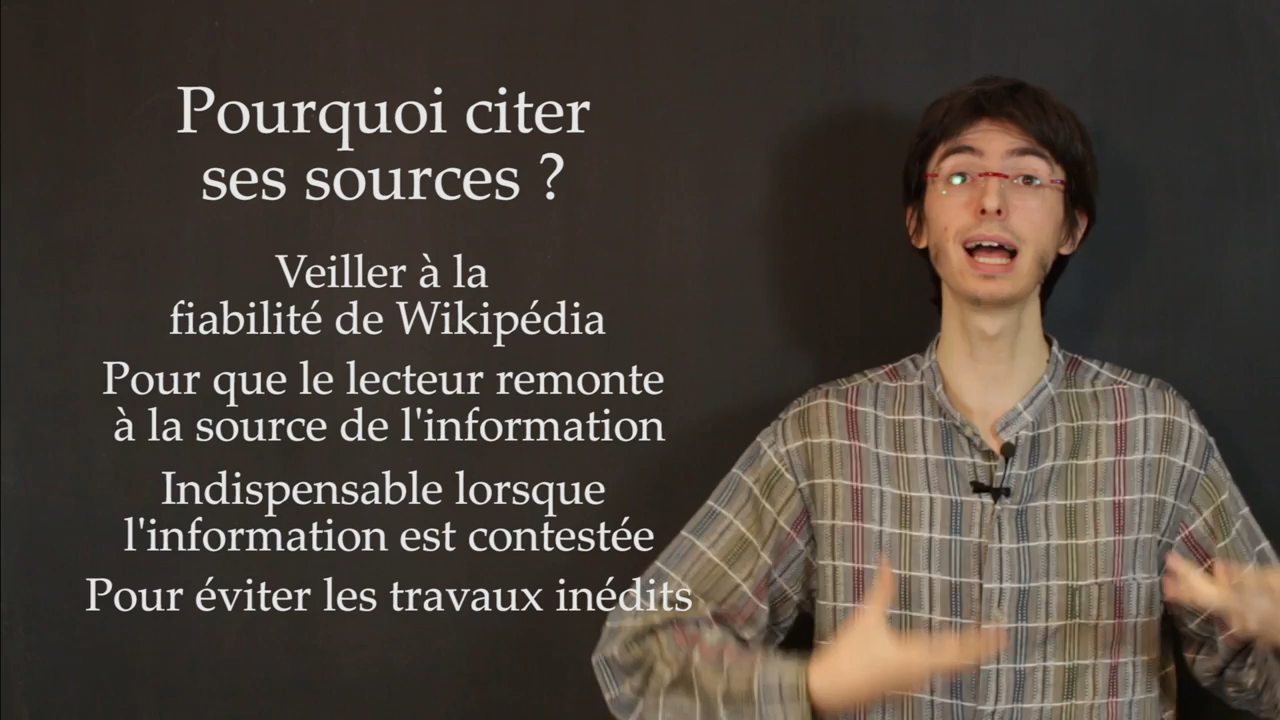 Pourquoi citer
ses sources ?
Veiller à la
fiabilité de Wikipédia
Pour que le lecteur remonte
à la source de l'information
Indispensable lorsque
l'information est contestée
Pour éviter les travaux inédits